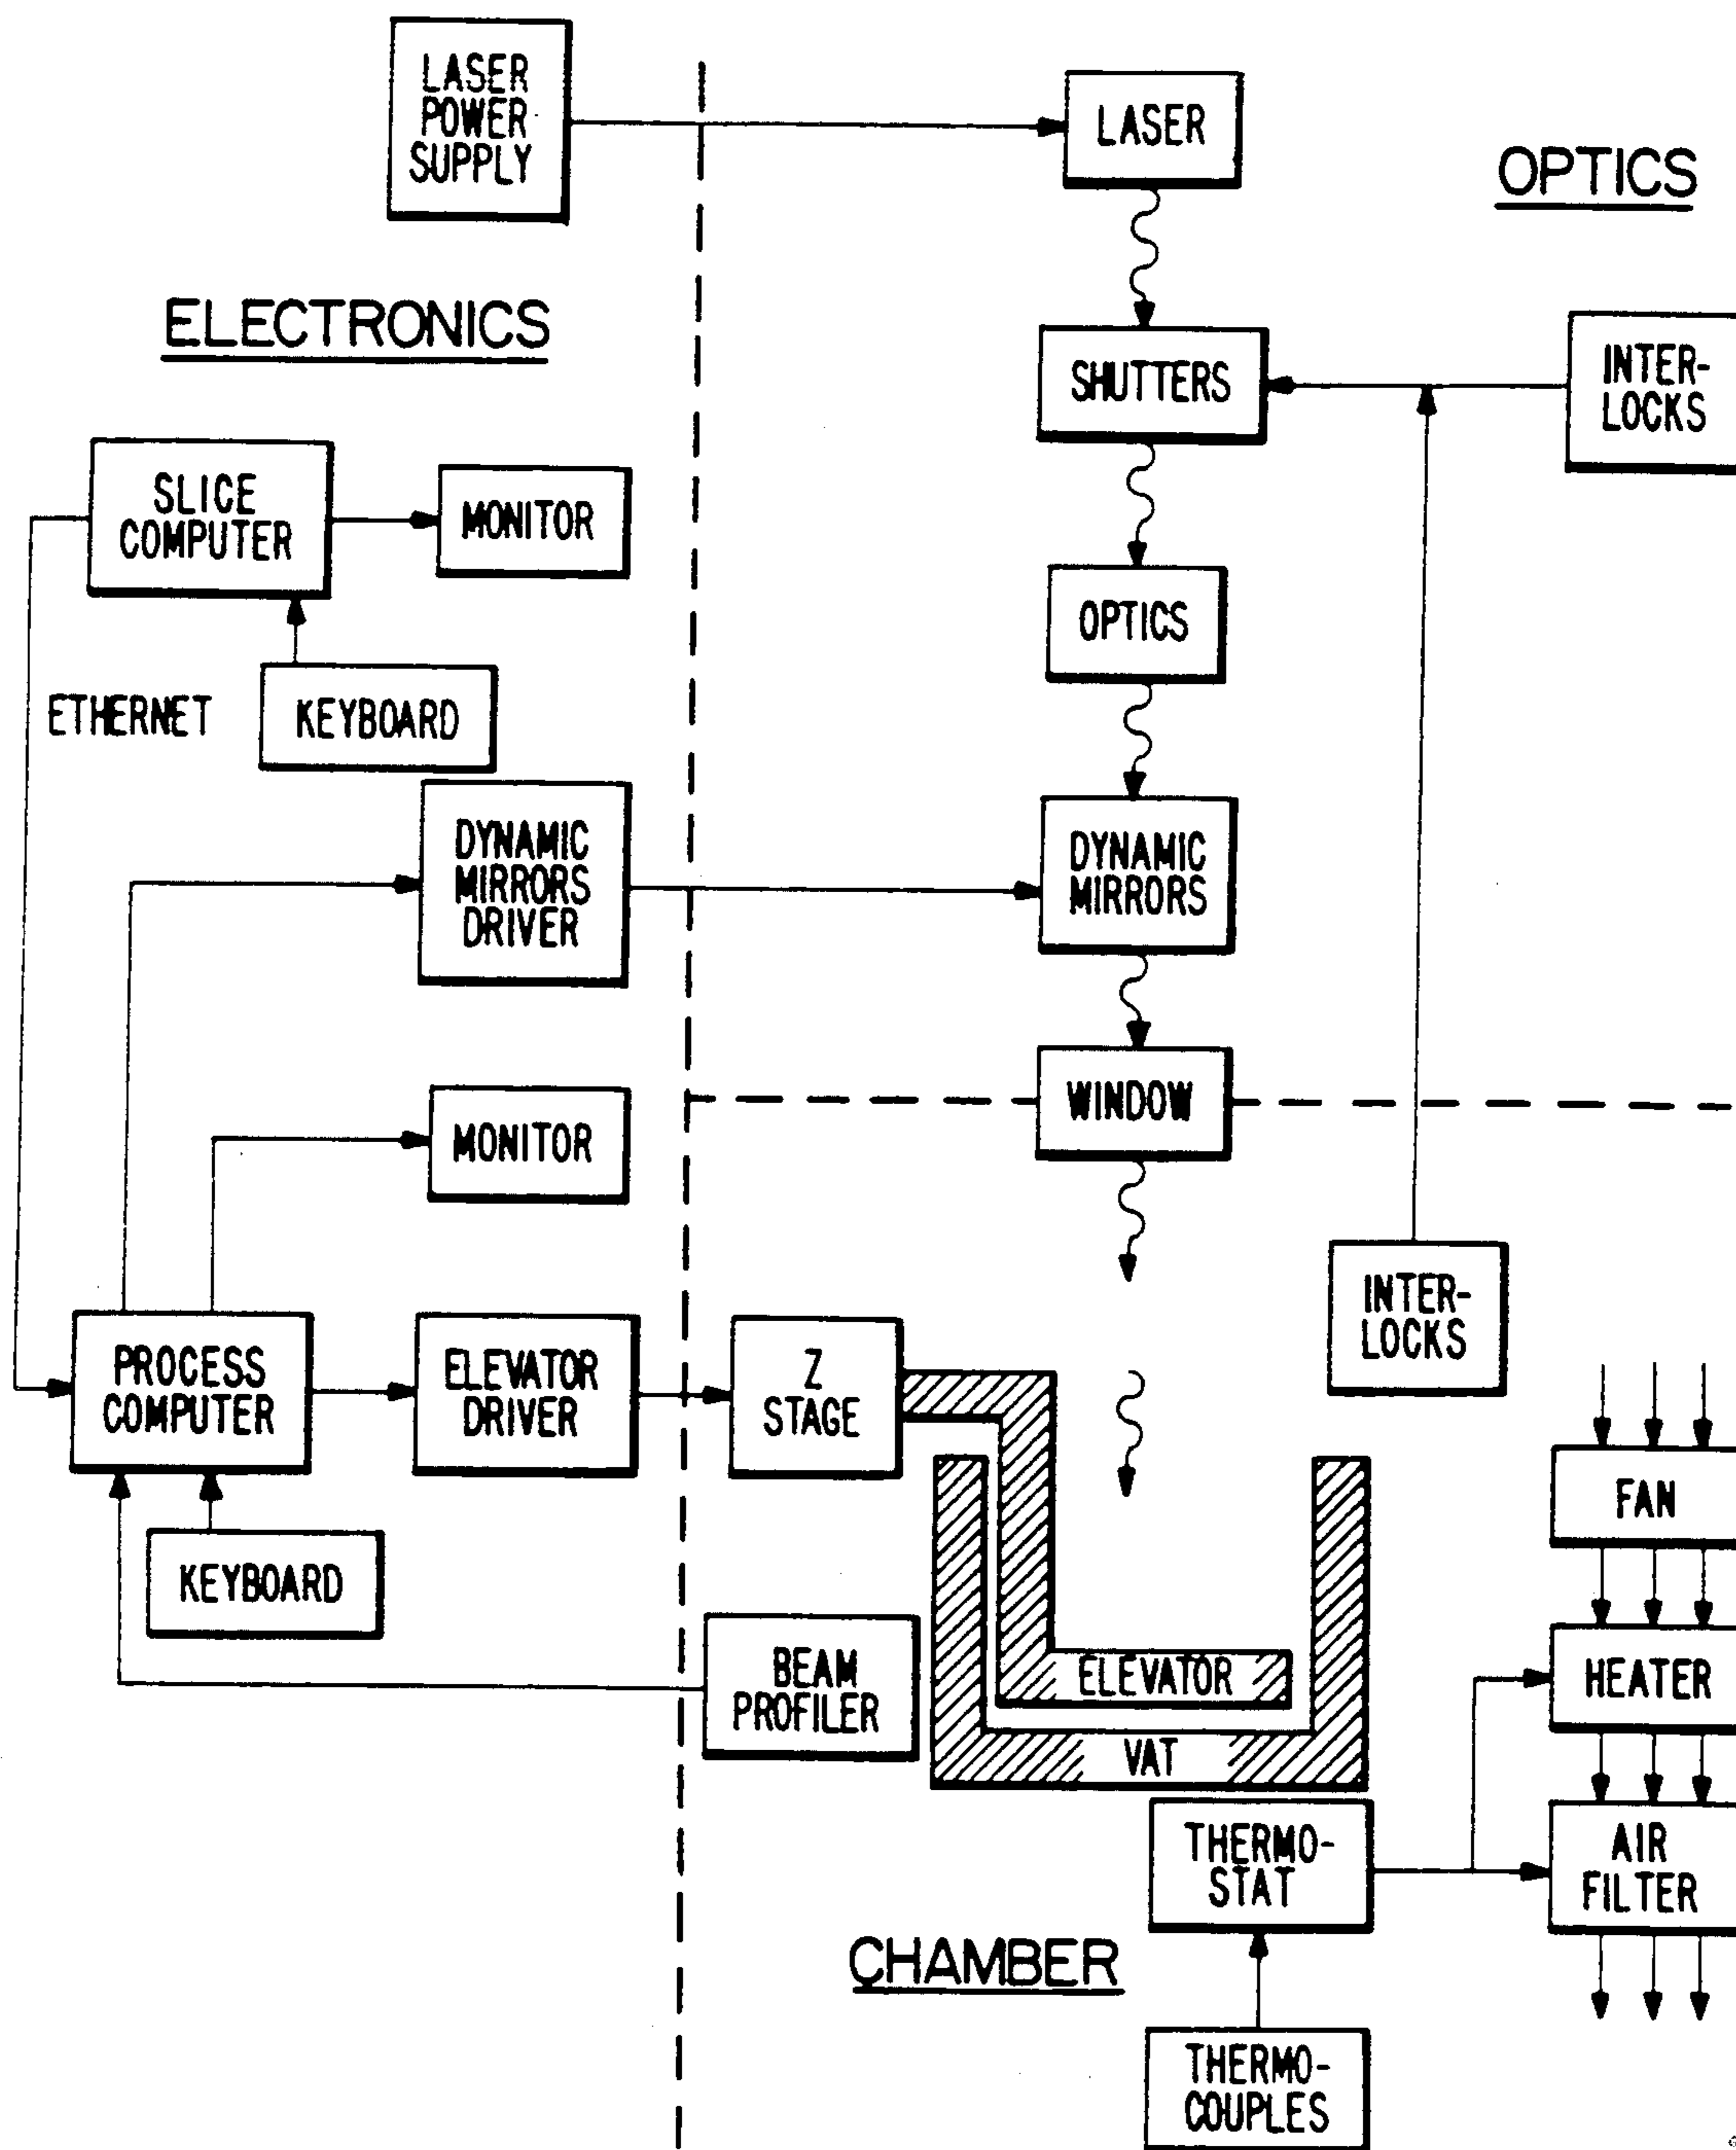 LASER
POWER
SUPPLY
LASER
OPTICS
ELECTRONICS
SHUTTERS
INTER-
LOCKS
SLICE
COMPUTER
MONITOR
OPTICS
ETHERNET
KEYBOARD
DYNAMIC
MIRRORS
DRIVER
DYNAMIC
MIRRORS
WINDOW
MONITOR
INTER-
LOCKS
PROCESS
COMPUTER
ELEVATOR
DRIVER
Z
STAGE
FAN
KEYBOARD
BEAM
PROFILER
ELEVATOR
HEATER
VAT
THERMO-
STAT
AIR
FILTER
CHAMBER
THERMO-
COUPLES